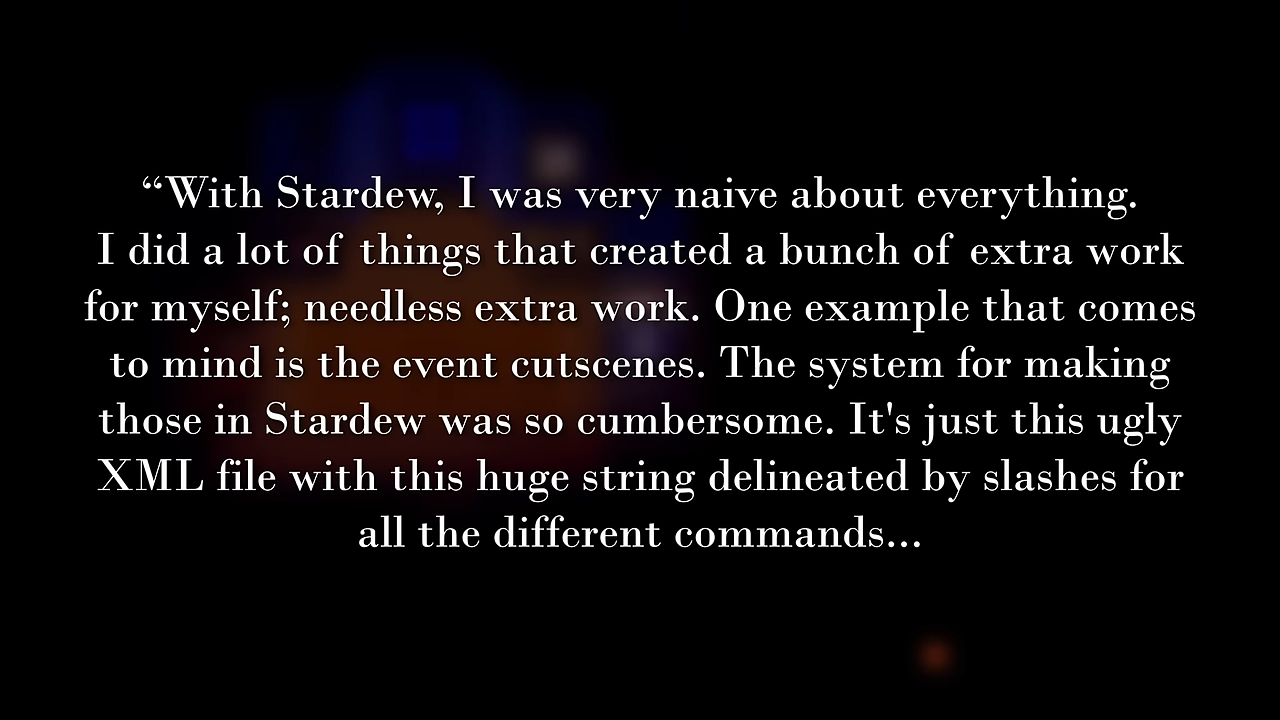 “With Stardew, I was very naive about everything.
I did a lot of things that created a bunch of extra work
for myself; needless extra work. One example that comes
to mind is the event cutscenes. The system for making
those in Stardew was so cumbersome. It's just this ugly
XML file with this huge string delineated by slashes for
all the different commands...